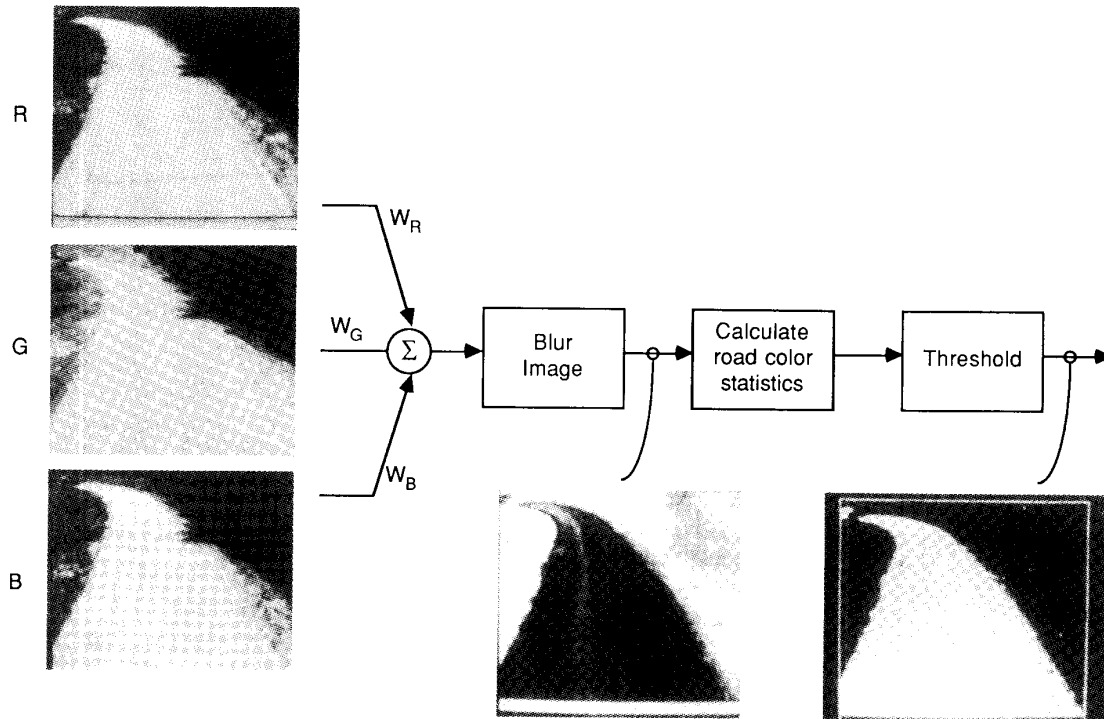 R
W_R
G
W_G
Σ
Blur
Image
Calculate
road color
statistics
Threshold
B
W_B